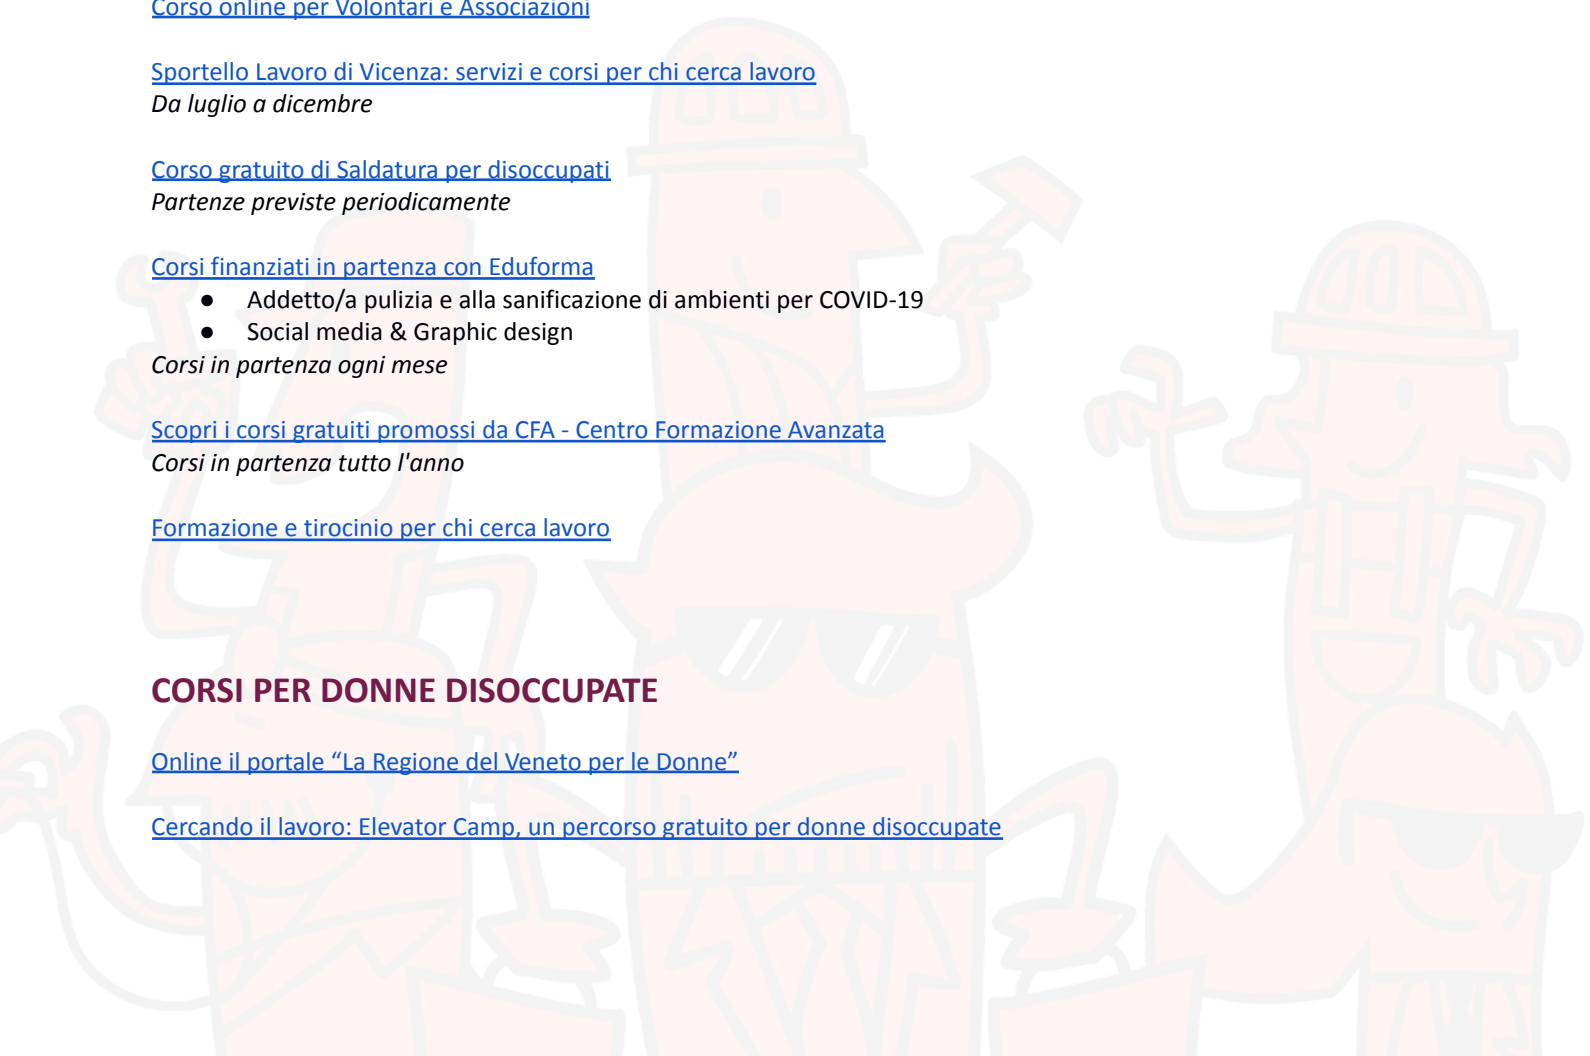 Corso online per Volontari e Associazioni
Sportello Lavoro di Vicenza: servizi e corsi per chi cerca lavoro
Da luglio a dicembre
Corso gratuito di Saldatura per disoccupati
Partenze previste periodicamente
Corsi finanziati in partenza con Eduforma
● Addetto/a pulizia e alla sanificazione di ambienti per COVID-19
● Social media & Graphic design
Corsi in partenza ogni mese
Scopri i corsi gratuiti promossi da CFA - Centro Formazione Avanzata
Corsi in partenza tutto l'anno
Formazione e tirocinio per chi cerca lavoro
CORSI PER DONNE DISOCCUPATE
Online il portale “La Regione del Veneto per le Donne”
Cercando il lavoro: Elevator Camp, un percorso gratuito per donne disoccupate